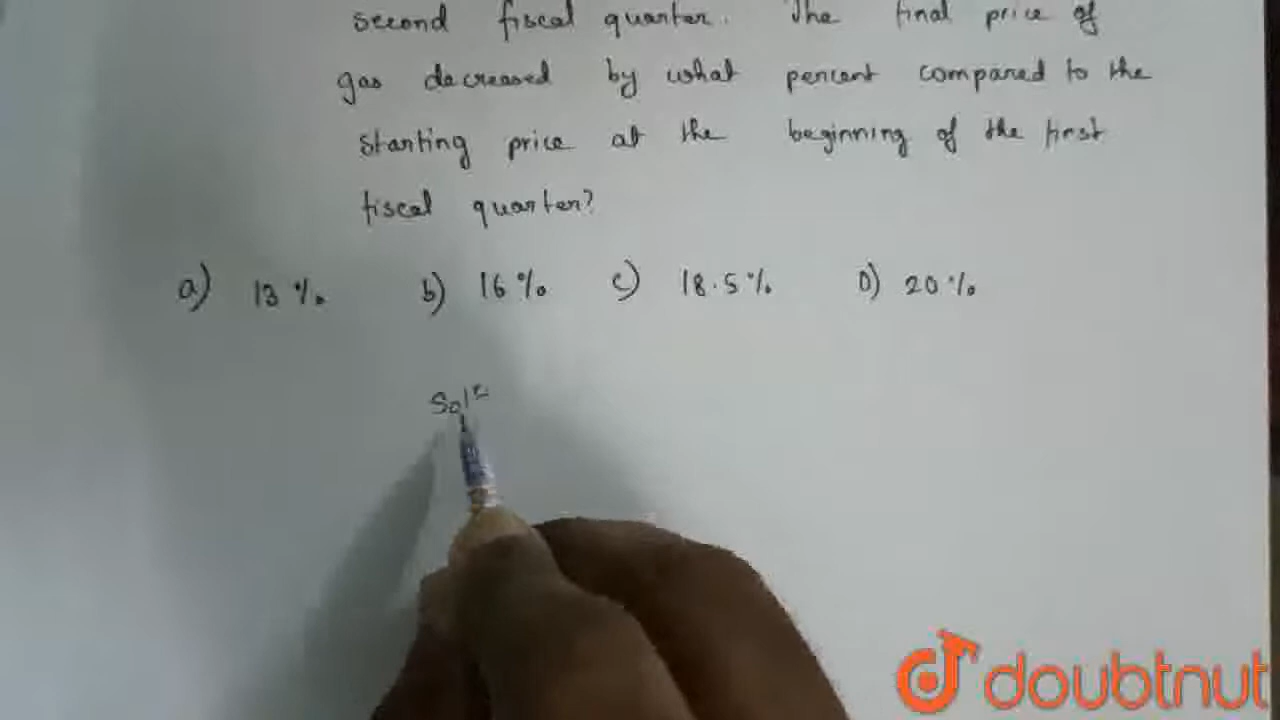 second fiscal quarter. The final price of
gas decreased by what percent compared to the
starting price at the beginning of the first
fiscal quarter?
a) 13% b) 16% c) 18.5% D) 20%
Solⁿ
doubtnut